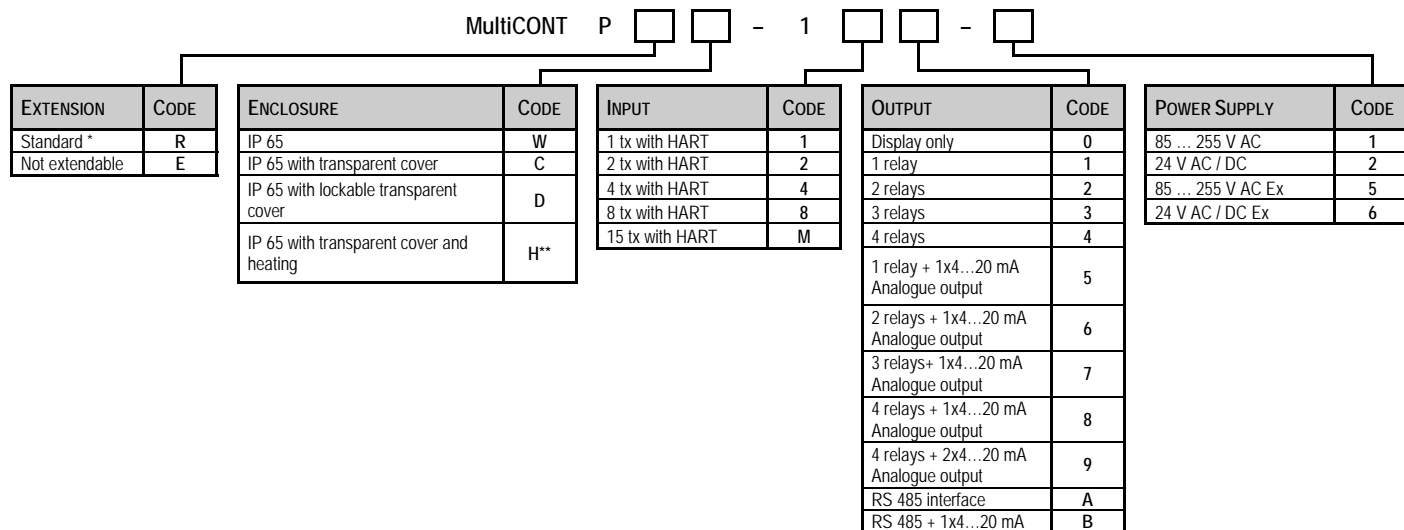 MultiCONT P – 1 –
EXTENSION CODE
Standard * R
Not extendable E
ENCLOSURE CODE
IP 65 W
IP 65 with transparent cover C
IP 65 with lockable transparent
cover
D
IP 65 with transparent cover and
heating
H**
INPUT CODE
1 tx with HART 1
2 tx with HART 2
4 tx with HART 4
8 tx with HART 8
15 tx with HART M
OUTPUT CODE
Display only 0
1 relay 1
2 relays 2
3 relays 3
4 relays 4
1 relay + 1x4…20 mA
Analogue output
5
2 relays + 1x4…20 mA
Analogue output
6
3 relays+ 1x4…20 mA
Analogue output
7
4 relays + 1x4…20 mA
Analogue output
8
4 relays + 2x4…20 mA
Analogue output
9
RS 485 interface A
RS 485 + 1x4…20 mA B
POWER SUPPLY CODE
85 … 255 V AC 1
24 V AC / DC 2
85 … 255 V AC Ex 5
24 V AC / DC Ex 6